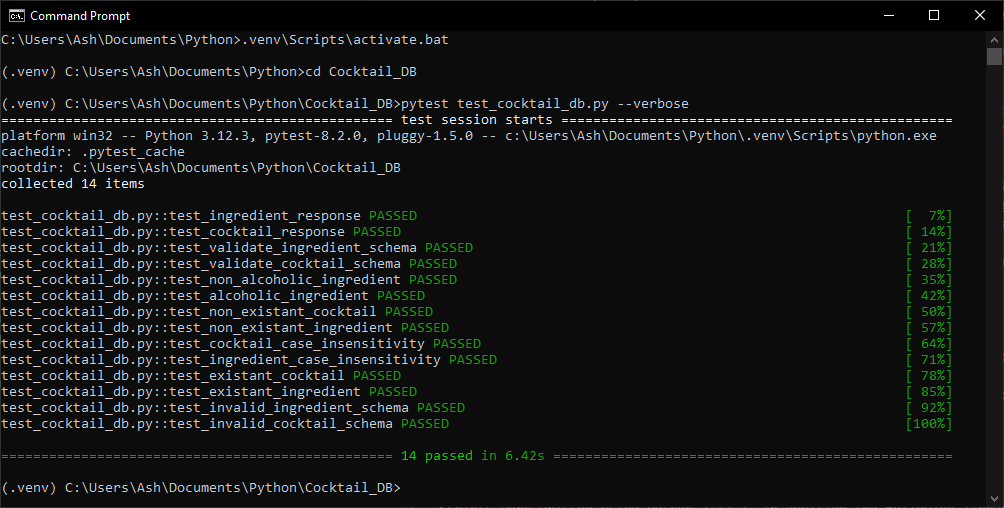 Command Prompt
C:\Users\Ash\Documents\Python>.venv\Scripts\activate.bat
(.venv) C:\Users\Ash\Documents\Python>cd Cocktail_DB
(.venv) C:\Users\Ash\Documents\Python\Cocktail_DB>pytest test_cocktail_db.py --verbose
================================================= test session starts =================================================
platform win32 -- Python 3.12.3, pytest-8.2.0, pluggy-1.5.0 -- c:\Users\Ash\Documents\Python\.venv\Scripts\python.exe
cachedir: .pytest_cache
rootdir: C:\Users\Ash\Documents\Python\Cocktail_DB
collected 14 items
test_cocktail_db.py::test_ingredient_response PASSED [  7%]
test_cocktail_db.py::test_cocktail_response PASSED [ 14%]
test_cocktail_db.py::test_validate_ingredient_schema PASSED [ 21%]
test_cocktail_db.py::test_validate_cocktail_schema PASSED [ 28%]
test_cocktail_db.py::test_non_alcoholic_ingredient PASSED [ 35%]
test_cocktail_db.py::test_alcoholic_ingredient PASSED [ 42%]
test_cocktail_db.py::test_non_existant_cocktail PASSED [ 50%]
test_cocktail_db.py::test_non_existant_ingredient PASSED [ 57%]
test_cocktail_db.py::test_cocktail_case_insensitivity PASSED [ 64%]
test_cocktail_db.py::test_ingredient_case_insensitivity PASSED [ 71%]
test_cocktail_db.py::test_existant_cocktail PASSED [ 78%]
test_cocktail_db.py::test_existant_ingredient PASSED [ 85%]
test_cocktail_db.py::test_invalid_ingredient_schema PASSED [ 92%]
test_cocktail_db.py::test_invalid_cocktail_schema PASSED [100%]
================================================= 14 passed in 6.42s ==================================================
(.venv) C:\Users\Ash\Documents\Python\Cocktail_DB>